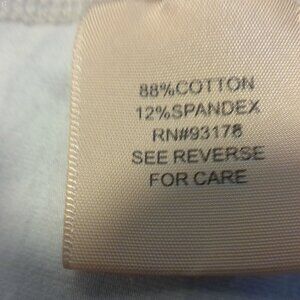 88%COTTON
12%SPANDEX
RN#93178
SEE REVERSE
FOR CARE